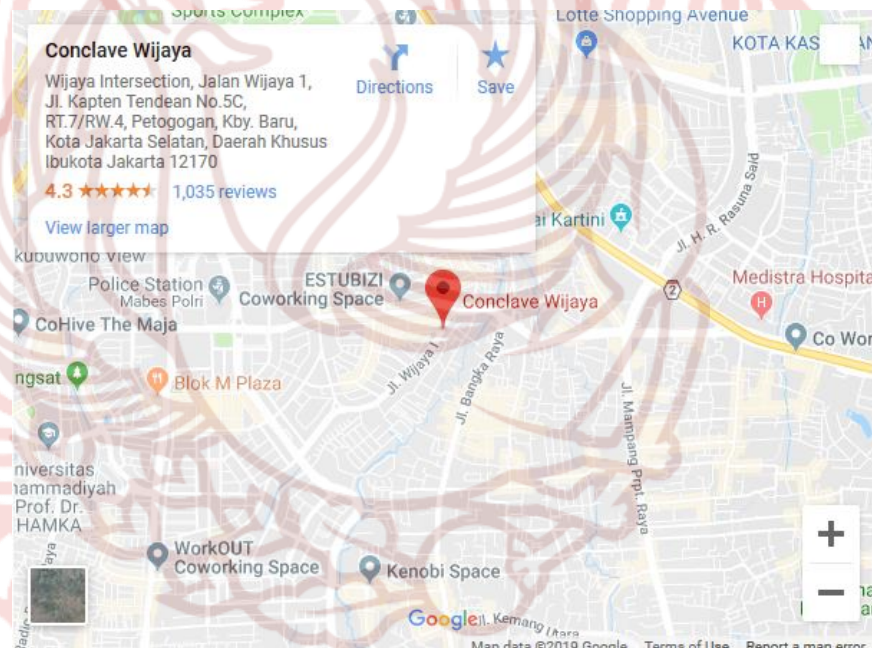 Sports Complex
Lotte Shopping Avenue
KOTA
Conclave Wijaya
Directions
Save
Wijaya Intersection, Jalan Wijaya 1,
Jl. Kapten Tendean No.5C,
RT.7/RW.4, Petogogan, Kby. Baru,
Kota Jakarta Selatan, Daerah Khusus
Ibukota Jakarta 12170
4.3
1,035 reviews
View larger map
ai Kartini
Jl. H. R. Rasuna Said
kubuwono View
Police Station
Mabes Polri
ESTUBIZI
Coworking Space
Conclave Wijaya
2
Medistra Hospita
H
CoHive The Maja
Co Wor
ngsat
Blok M Plaza
Jl. Wijaya I
Jl. Bangka Raya
Jl. Mampang Prpt. Raya
niversitas
hammadiyah
Prof. Dr.
HAMKA
WorkOUT
Coworking Space
Kenobi Space
+
−
Google
Jl. Kemang Utara
Map data ©2019 Google
Terms of Use
Report a map error